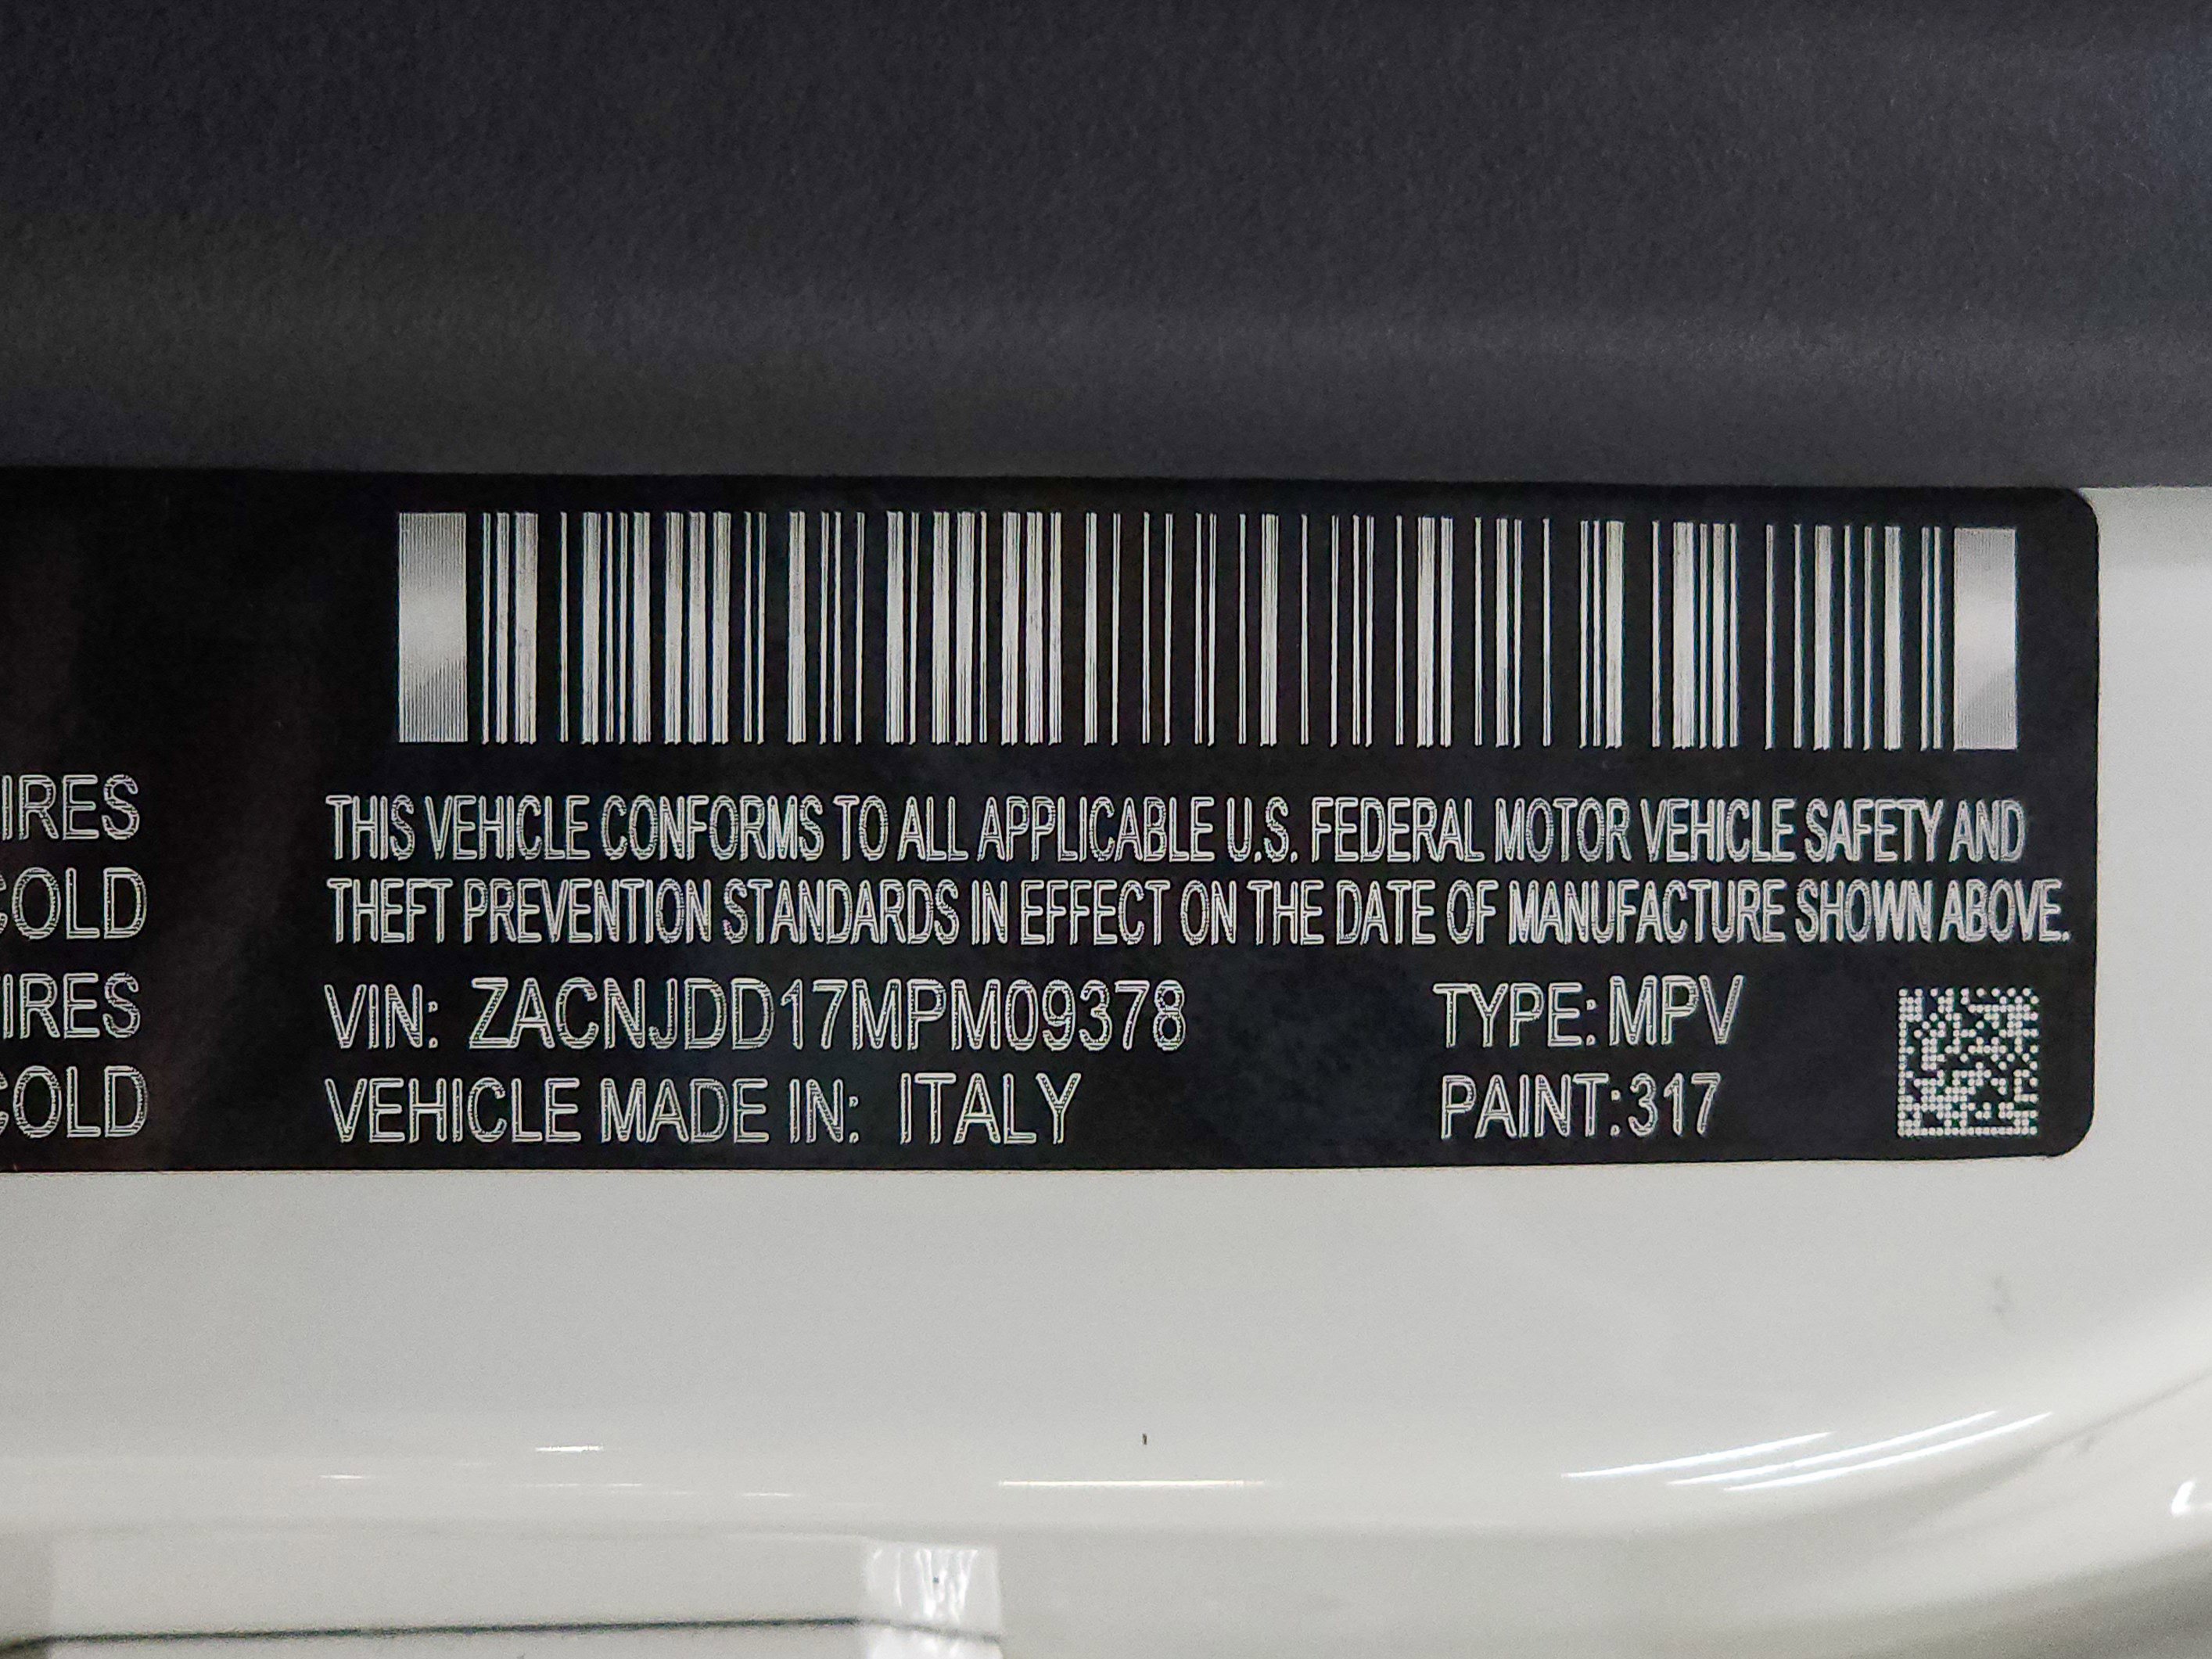 IRES
COLD
IRES
COLD
THIS VEHICLE CONFORMS TO ALL APPLICABLE U.S. FEDERAL MOTOR VEHICLE SAFETY AND
THEFT PREVENTION STANDARDS IN EFFECT ON THE DATE OF MANUFACTURE SHOWN ABOVE.
VIN: ZACNJDD17MPM09378 TYPE: MPV
VEHICLE MADE IN: ITALY PAINT: 317